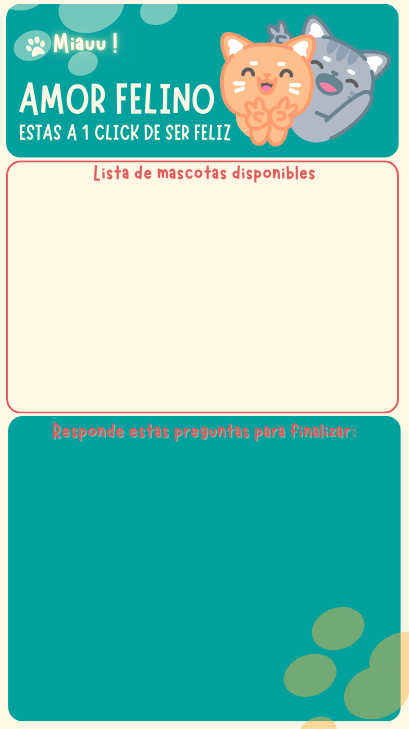 Miauu !
AMOR FELINO
ESTAS A 1 CLICK DE SER FELIZ
Lista de mascotas disponibles
Responde estas preguntas para finalizar: